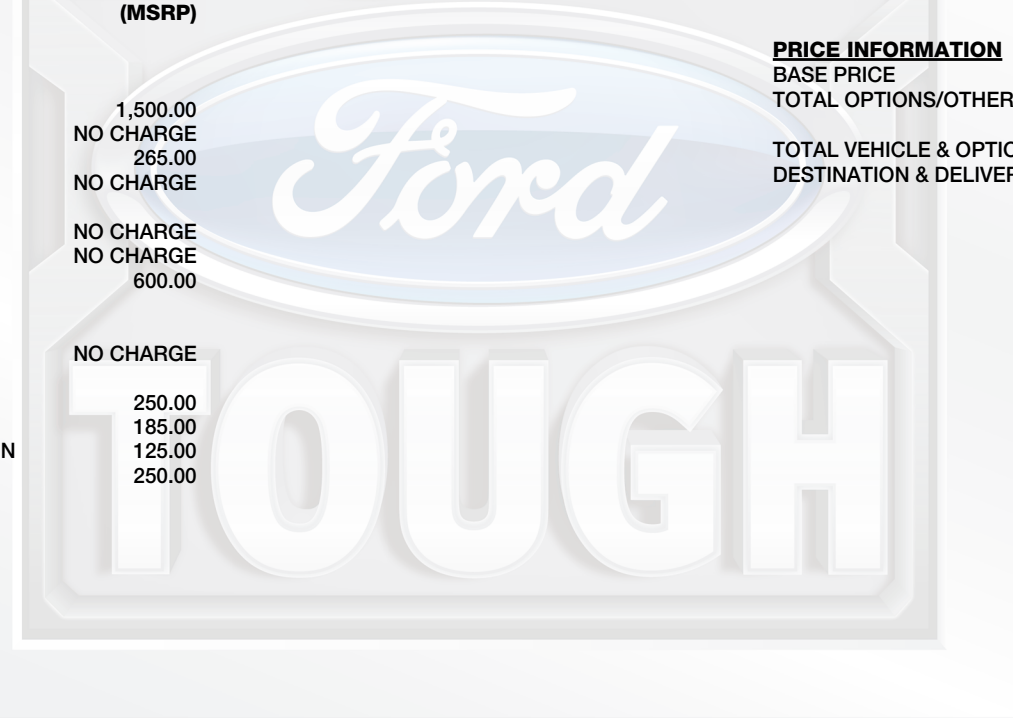 (MSRP)
1,500.00
NO CHARGE
265.00
NO CHARGE
NO CHARGE
NO CHARGE
600.00
NO CHARGE
250.00
185.00
N 125.00
250.00
PRICE INFORMATION
BASE PRICE
TOTAL OPTIONS/OTHER
TOTAL VEHICLE & OPTIO
DESTINATION & DELIVER
Ford
TOUGH